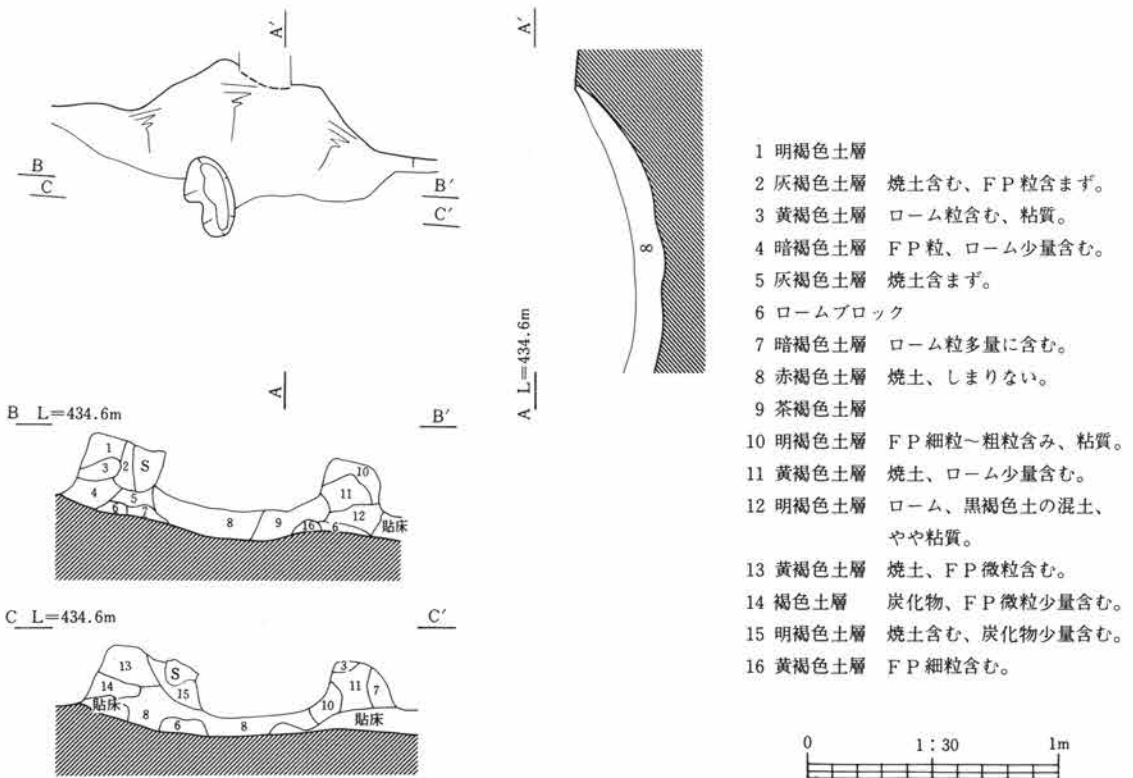 A'
B
C
B'
C'
A
B L=434.6m
B'
1
2
S
3
4
5
6
7
8
9
10
11
12
16
6
貼床
C L=434.6m
C'
13
S
14
15
貼床
8
6
8
3
10
11
7
貼床
A'
8
A L=434.6m
1 明褐色土層
2 灰褐色土層 焼土含む、FP粒含まず。
3 黄褐色土層 ローム粒含む、粘質。
4 暗褐色土層 FP粒、ローム少量含む。
5 灰褐色土層 焼土含まず。
6 ロームブロック
7 暗褐色土層 ローム粒多量に含む。
8 赤褐色土層 焼土、しまりない。
9 茶褐色土層
10 明褐色土層 FP細粒～粗粒含み、粘質。
11 黄褐色土層 焼土、ローム少量含む。
12 明褐色土層 ローム、黒褐色土の混土、
やや粘質。
13 黄褐色土層 焼土、FP微粒含む。
14 褐色土層 炭化物、FP微粒少量含む。
15 明褐色土層 焼土含む、炭化物少量含む。
16 黄褐色土層 FP細粒含む。
0 1:30 1m